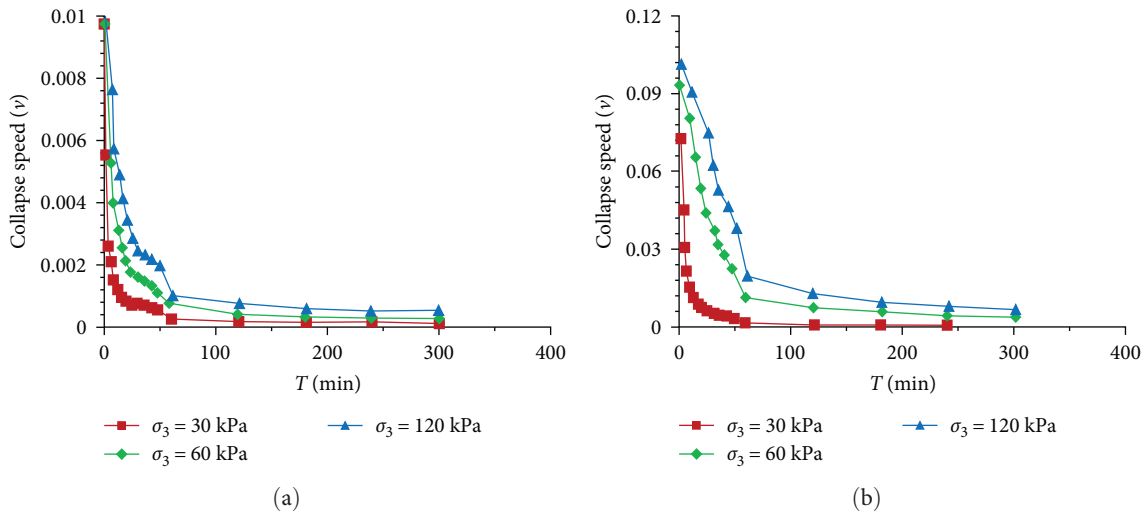 0.01
0.008
0.006
0.004
0.002
0
Collapse speed (v)
0 100 200 300 400
T (min)
σ3 = 30 kPa
σ3 = 60 kPa
σ3 = 120 kPa
(a)
0.12
0.09
0.06
0.03
0
Collapse speed (v)
0 100 200 300 400
T (min)
σ3 = 30 kPa
σ3 = 60 kPa
σ3 = 120 kPa
(b)